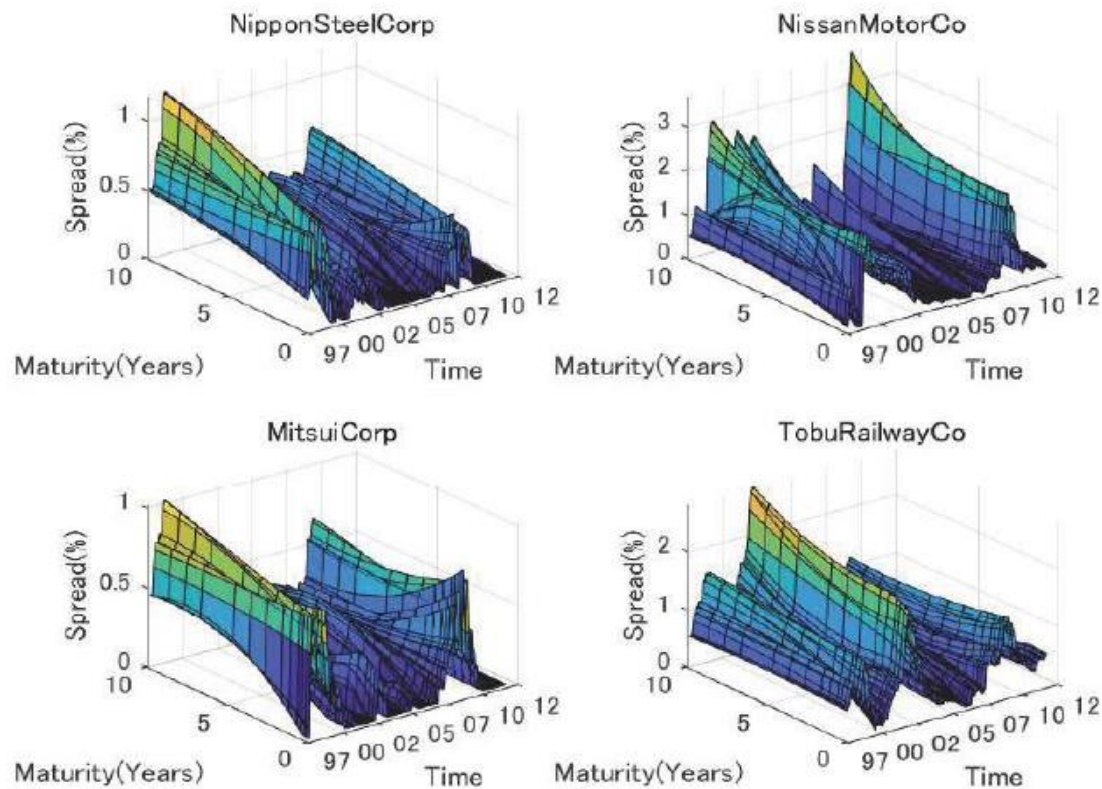 NipponSteelCorp
Spread(%)
1
0.5
0
10
5
0
Maturity(Years)
97 00 02 05 07 10 12
Time
NissanMotorCo
Spread(%)
3
2
1
0
10
5
0
Maturity(Years)
97 00 02 05 07 10 12
Time
MitsuiCorp
Spread(%)
1
0.5
0
10
5
0
Maturity(Years)
97 00 02 05 07 10 12
Time
TobuRailwayCo
Spread(%)
2
1
0
10
5
0
Maturity(Years)
97 00 02 05 07 10 12
Time